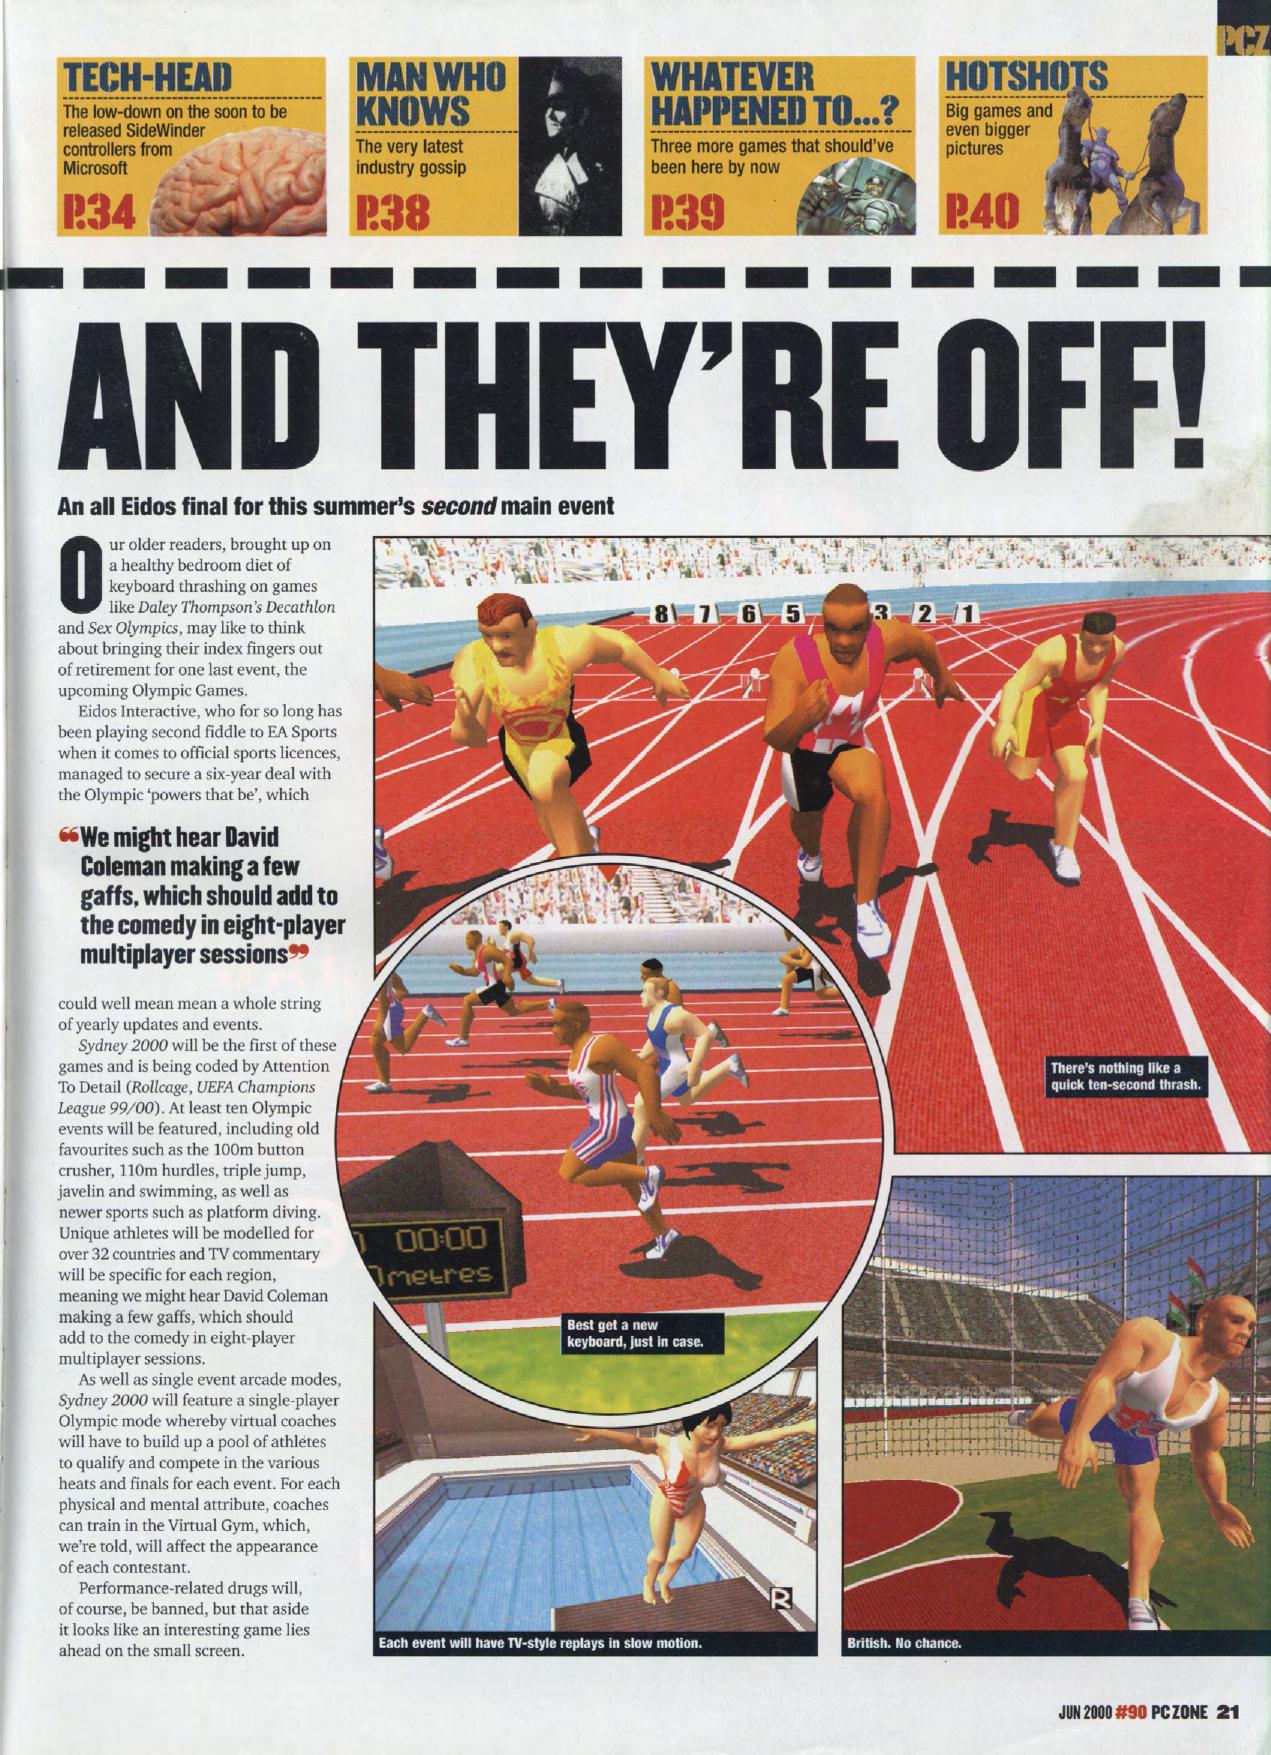 PCZ
TECH-HEAD
The low-down on the soon to be
released SideWinder
controllers from
Microsoft
P.34
MAN WHO
KNOWS
The very latest
industry gossip
P.38
WHATEVER
HAPPENED TO...?
Three more games that should've
been here by now
P.39
HOTSHOTS
Big games and
even bigger
pictures
P.40
AND THEY'RE OFF!
An all Eidos final for this summer's second main event
Our older readers, brought up on
a healthy bedroom diet of
keyboard thrashing on games
like Daley Thompson's Decathlon
and Sex Olympics, may like to think
about bringing their index fingers out
of retirement for one last event, the
upcoming Olympic Games.
Eidos Interactive, who for so long has
been playing second fiddle to EA Sports
when it comes to official sports licences,
managed to secure a six-year deal with
the Olympic 'powers that be', which
“We might hear David
Coleman making a few
gaffs, which should add to
the comedy in eight-player
multiplayer sessions”
could well mean mean a whole string
of yearly updates and events.
Sydney 2000 will be the first of these
games and is being coded by Attention
To Detail (Rollcage, UEFA Champions
League 99/00). At least ten Olympic
events will be featured, including old
favourites such as the 100m button
crusher, 110m hurdles, triple jump,
javelin and swimming, as well as
newer sports such as platform diving.
Unique athletes will be modelled for
over 32 countries and TV commentary
will be specific for each region,
meaning we might hear David Coleman
making a few gaffs, which should
add to the comedy in eight-player
multiplayer sessions.
As well as single event arcade modes,
Sydney 2000 will feature a single-player
Olympic mode whereby virtual coaches
will have to build up a pool of athletes
to qualify and compete in the various
heats and finals for each event. For each
physical and mental attribute, coaches
can train in the Virtual Gym, which,
we're told, will affect the appearance
of each contestant.
Performance-related drugs will,
of course, be banned, but that aside
it looks like an interesting game lies
ahead on the small screen.
8 7 6 5 3 2 1
There's nothing like a
quick ten-second thrash.
00:00
metres
Best get a new
keyboard, just in case.
R
Each event will have TV-style replays in slow motion.
British. No chance.
JUN 2000 #90 PC ZONE 21